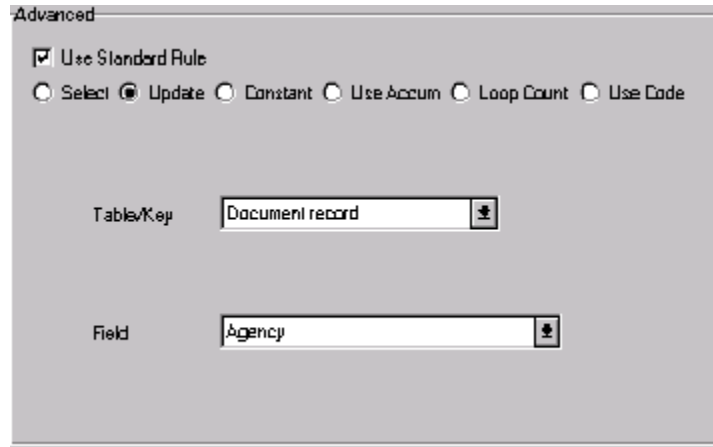 Advanced
Use Standard Rule
Select Update Constant Use Accum Loop Count Use Code
Table/Key Document record
Field Agency